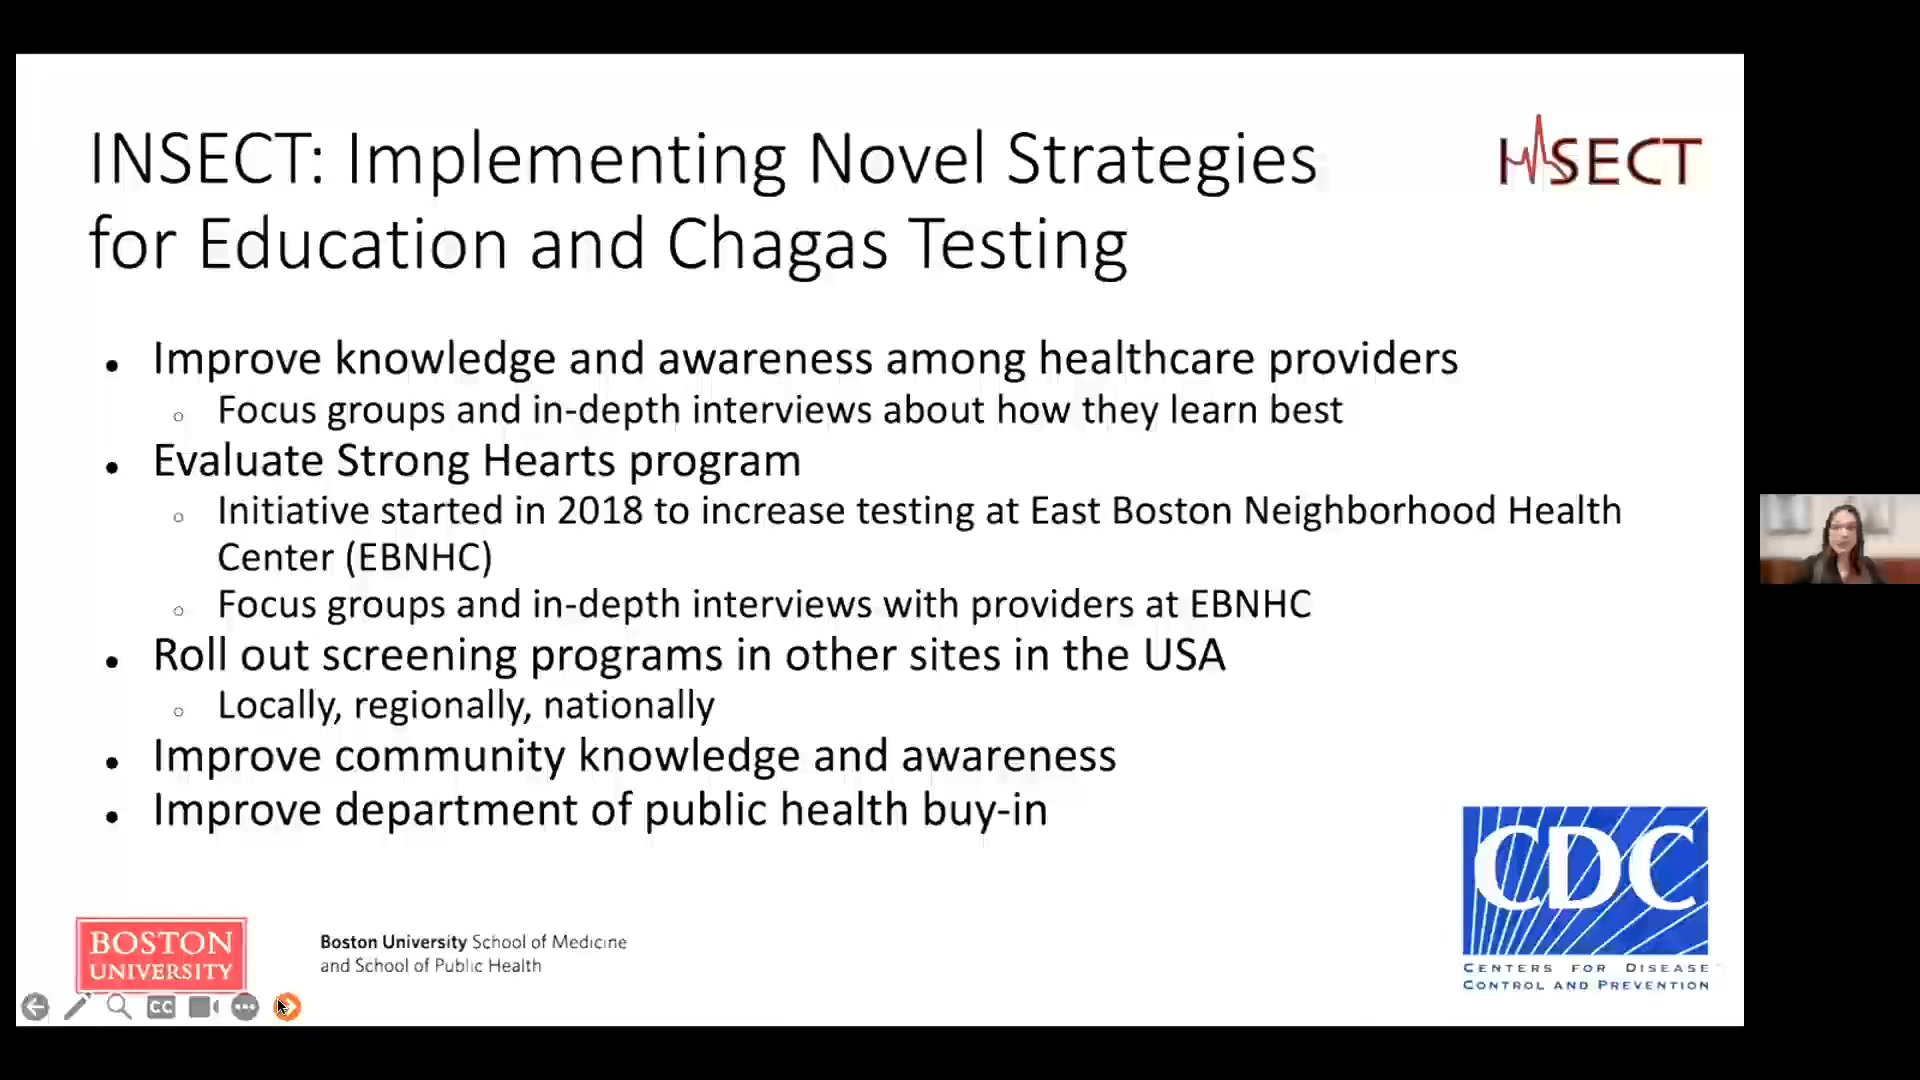 INSECT: Implementing Novel Strategies
for Education and Chagas Testing
INSECT
• Improve knowledge and awareness among healthcare providers
○ Focus groups and in-depth interviews about how they learn best
• Evaluate Strong Hearts program
○ Initiative started in 2018 to increase testing at East Boston Neighborhood Health
Center (EBNHC)
○ Focus groups and in-depth interviews with providers at EBNHC
• Roll out screening programs in other sites in the USA
○ Locally, regionally, nationally
• Improve community knowledge and awareness
• Improve department of public health buy-in
BOSTON
UNIVERSITY
Boston University School of Medicine
and School of Public Health
CDC
CENTERS FOR DISEASE
CONTROL AND PREVENTION
CC